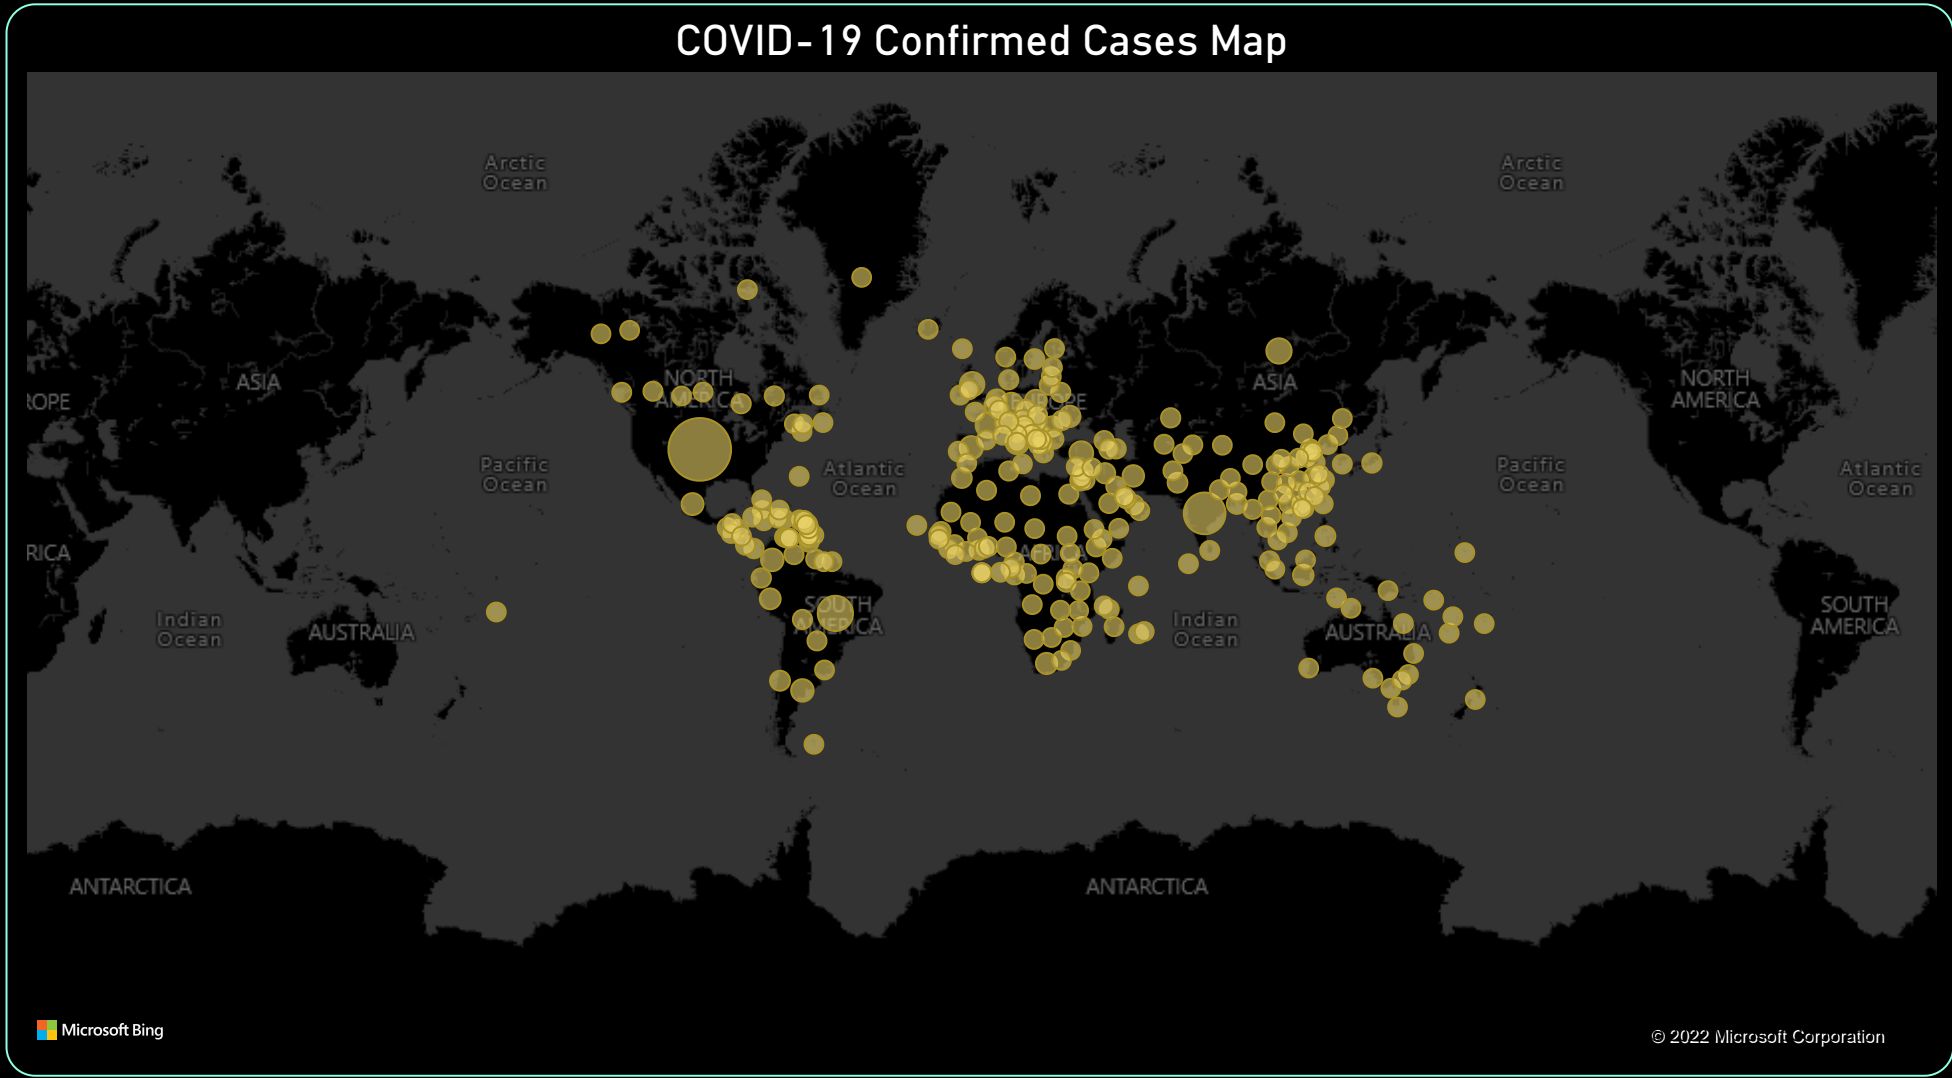 COVID-19 Confirmed Cases Map
Arctic
Ocean
Arctic
Ocean
NORTH
AMERICA
ASIA
ASIA
NORTH
AMERICA
ROPE
EUROPE
Pacific
Ocean
Atlantic
Ocean
Pacific
Ocean
Atlantic
Ocean
RICA
AFRICA
SOUTH
AMERICA
SOUTH
AMERICA
Indian
Ocean
AUSTRALIA
Indian
Ocean
AUSTRALIA
ANTARCTICA
ANTARCTICA
Microsoft Bing
© 2022 Microsoft Corporation